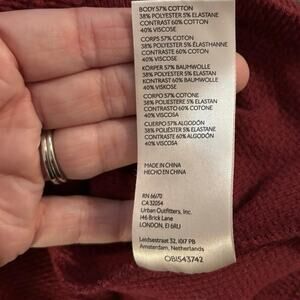 BODY 57% COTTON
38% POLYESTER 5% ELASTANE
CONTRAST 60% COTTON
40% VISCOSE
CORPS 57% COTON
38% POLYESTER 5% ELASTHANNE
CONTRASTE 60% COTON
40% VISCOSE
KÖRPER 57% BAUMWOLLE
38% POLYESTER 5% ELASTAN
KONTRAST 60% BAUMWOLLE
40% VISKOSE
CORPO 57% COTONE
38% POLIESTERE 5% ELASTAN
CONTRASTO 60% COTONE
40% VISCOSA
CUERPO 57% ALGODÓN
38% POLIÉSTER 5% ELASTANE
CONTRASTE 60% ALGODÓN
40% VISCOSA
MADE IN CHINA
HECHO EN CHINA
RN 66170
CA 32054
Urban Outfitters, Inc.
146 Brick Lane
LONDON, E1 6RU
Leidsestraat 32, 1017 PB
Amsterdam, Netherlands
OB1543742